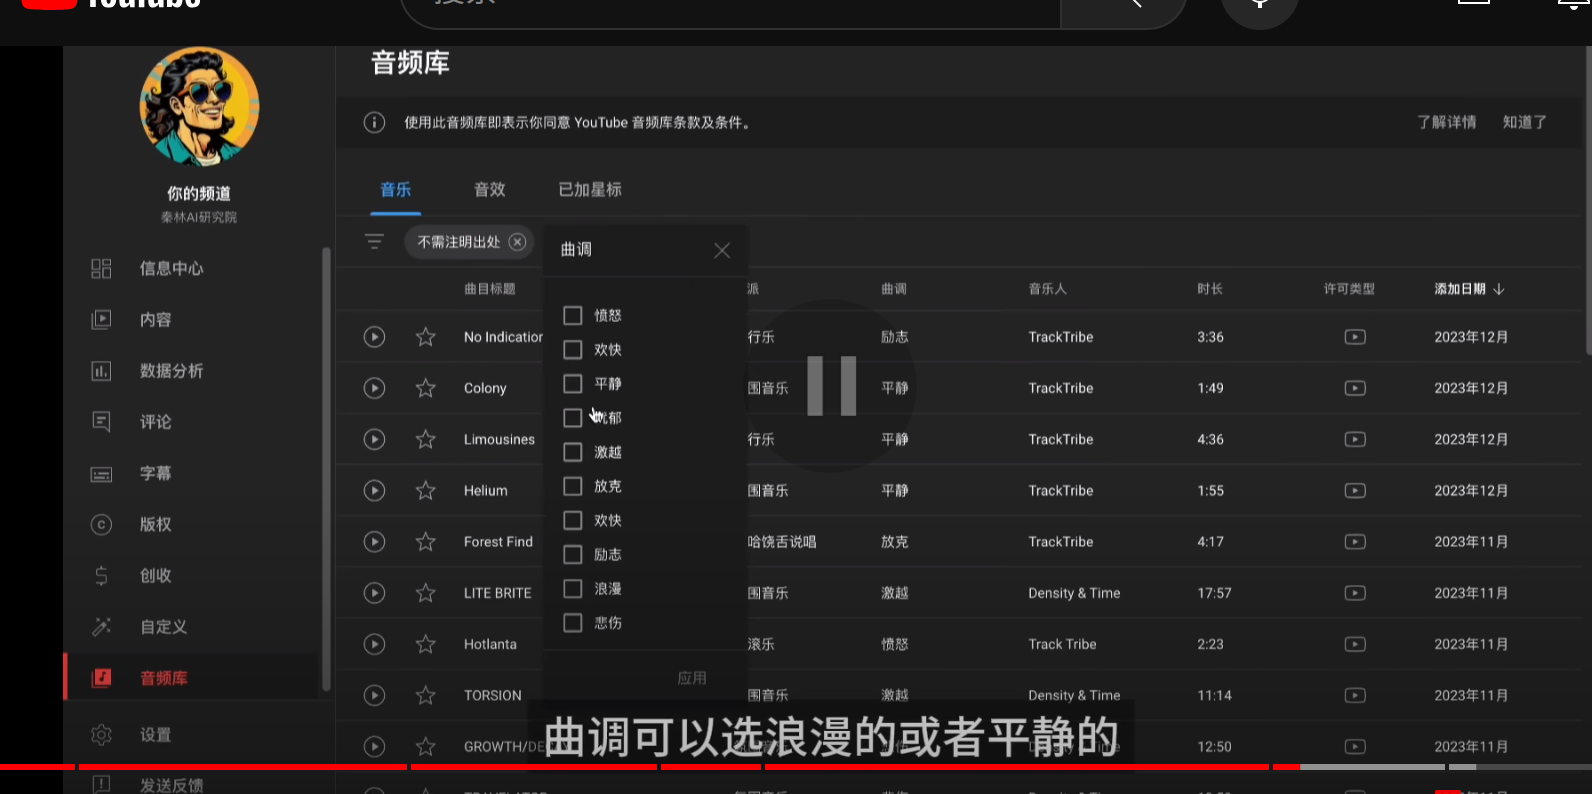 YouTube
搜索
音频库
使用此音频库即表示你同意 YouTube 音频库条款及条件。
了解详情
知道了
你的频道
秦林AI研究院
信息中心
内容
数据分析
评论
字幕
版权
创收
自定义
音频库
设置
发送反馈
音乐
音效
已加星标
不需注明出处
曲调
愤怒
欢快
平静
忧郁
激越
放克
欢快
励志
浪漫
悲伤
应用
曲目标题 派 曲调 音乐人 时长 许可类型 添加日期
No Indication 行乐 励志 TrackTribe 3:36 2023年12月
Colony 围音乐 平静 TrackTribe 1:49 2023年12月
Limousines 行乐 平静 TrackTribe 4:36 2023年12月
Helium 围音乐 平静 TrackTribe 1:55 2023年12月
Forest Find 哈饶舌说唱 放克 TrackTribe 4:17 2023年11月
LITE BRITE 围音乐 激越 Density & Time 17:57 2023年11月
Hotlanta 滚乐 愤怒 Track Tribe 2:23 2023年11月
TORSION 围音乐 激越 Density & Time 11:14 2023年11月
GROWTH/DE 12:50 2023年11月
曲调可以选浪漫的或者平静的